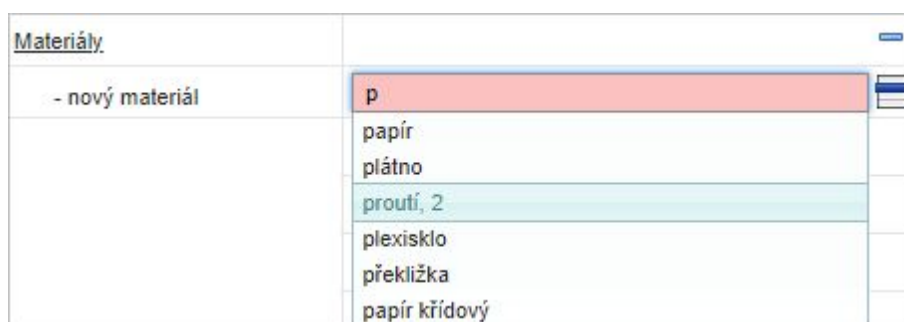 Materiály
- nový materiál
p
papír
plátno
proutí, 2
plexisklo
překližka
papír křídový